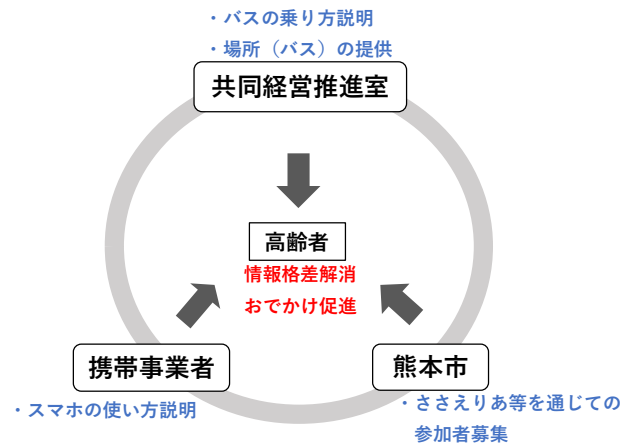 ・バスの乗り方説明
・場所（バス）の提供
共同経営推進室
高齢者
情報格差解消
おでかけ促進
携帯事業者
・スマホの使い方説明
熊本市
・ささえりあ等を通じての
参加者募集